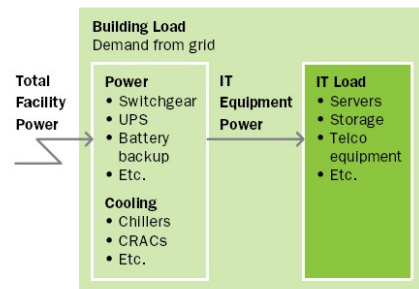 Building Load
Demand from grid
Total
Facility
Power
Power
• Switchgear
• UPS
• Battery
backup
• Etc.
Cooling
• Chillers
• CRACs
• Etc.
IT
Equipment
Power
IT Load
• Servers
• Storage
• Telco
equipment
• Etc.